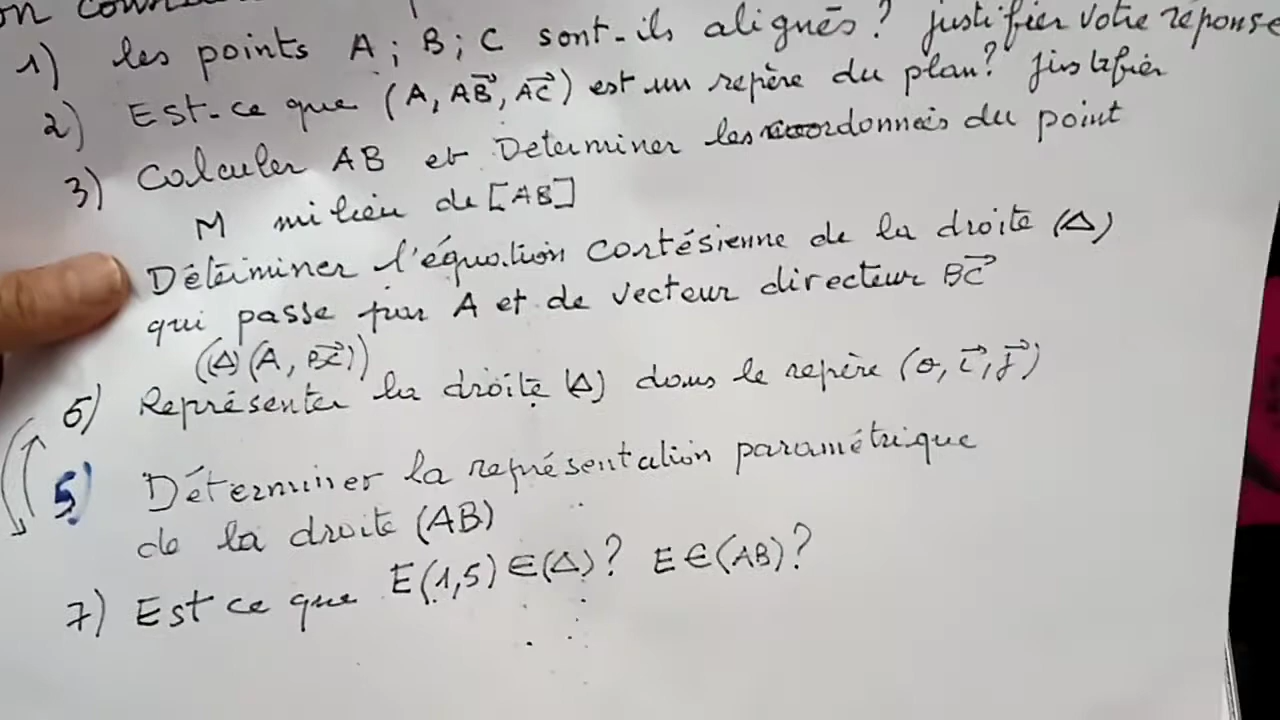 on
1) les points A ; B ; C sont-ils alignés ? justifier votre réponse
2) Est-ce que (A, AB→, AC→) est un repère du plan ? justifier
3) Calculer AB et Determiner les coordonneés du point
M milieu de [AB]
Déterminer l'équation cartésienne de la droite (Δ)
qui passe par A et de vecteur directeur BC→
((Δ)(A, BC→))
6) Représenter la droite (Δ) dans le repère (o, i→, j→)
5) Déterminer la représentation paramétrique
de la droite (AB)
7) Est ce que E(1,5) ∈ (Δ) ? E ∈ (AB) ?